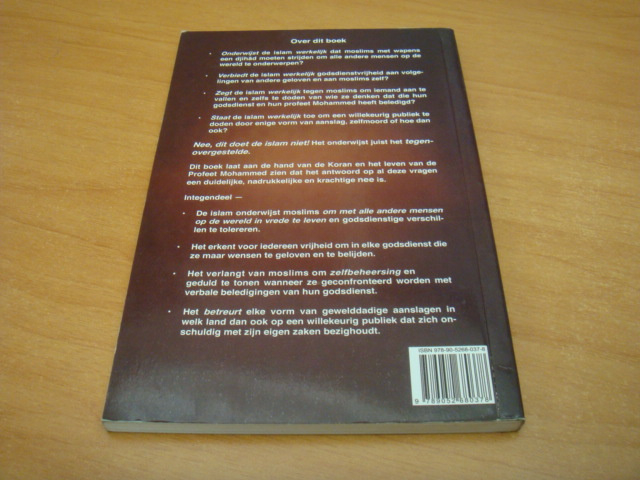 Over dit boek
• Onderwijst de islam werkelijk dat moslims met wapens
een djihād moeten strijden om alle andere mensen op
de wereld te onderwerpen?
• Verbiedt de islam werkelijk godsdienstvrijheid aan volge-
lingen van andere geloven en aan moslims zelf?
• Zegt de islam werkelijk tegen moslims om iemand aan te
vallen en zelfs te doden van wie ze denken dat die hun
godsdienst en hun profeet Mohammed heeft beledigd?
• Staat de islam werkelijk toe om een willekeurig publiek te
doden door enige vorm van aanslag, zelfmoord of hoe dan
ook?
Nee, dit doet de islam niet! Het onderwijst juist het tegen-
overgestelde.
Dit boek laat aan de hand van de Koran en het leven van de
Profeet Mohammed zien dat het antwoord op al deze vragen
een duidelijke, nadrukkelijke en krachtige nee is.
Integendeel —
• De islam onderwijst moslims om met alle andere mensen
op de wereld in vrede te leven en godsdienstige verschil-
len te tolereren.
• Het erkent voor iedereen vrijheid om in elke godsdienst die
ze maar wensen te geloven en te belijden.
• Het verlangt van moslims om zelfbeheersing en
geduld te tonen wanneer ze geconfronteerd worden met
verbale beledigingen van hun godsdienst.
• Het betreurt elke vorm van gewelddadige aanslagen in
welk land dan ook op een willekeurig publiek dat zich on-
schuldig met zijn eigen zaken bezighoudt.
ISBN 978-90-5268-037-8
9 789052 680378